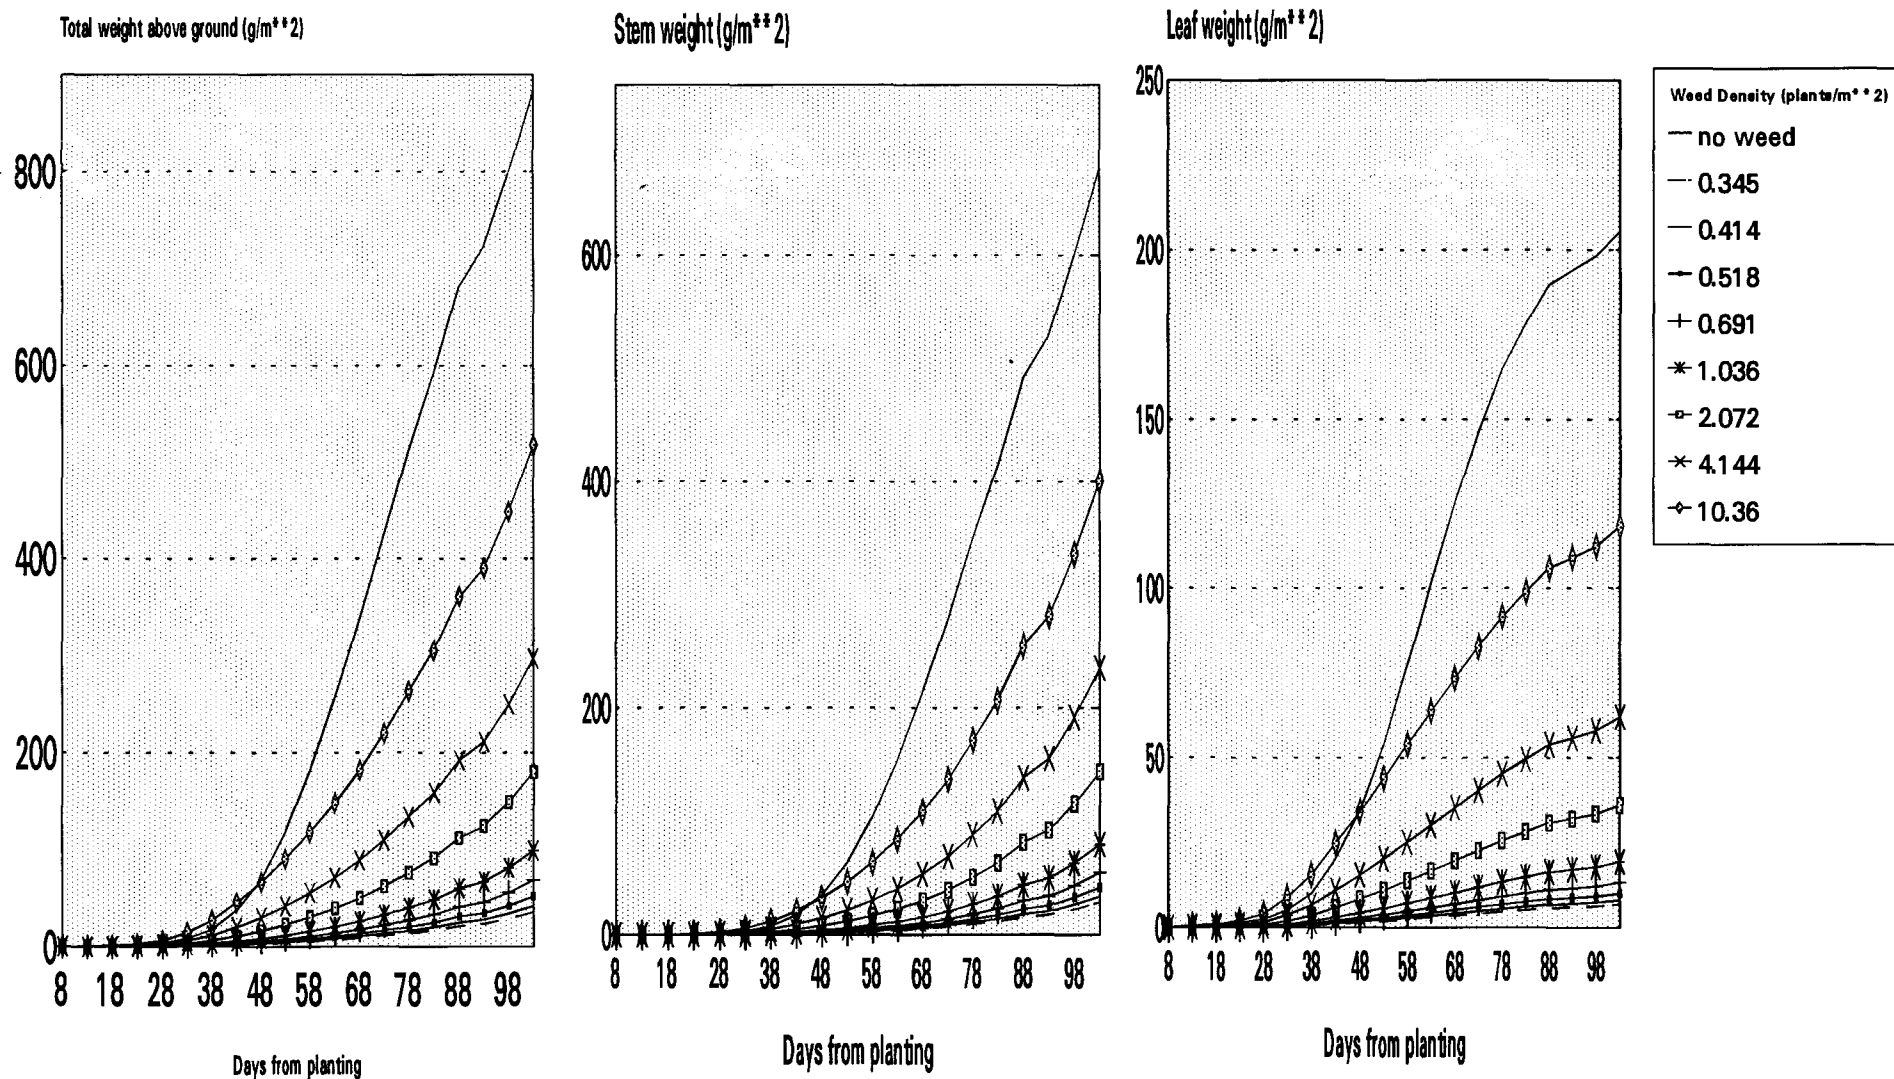 Total weight above ground (g/m**2)
800
600
400
200
0
8 18 28 38 48 58 68 78 88 98
Days from planting
Stem weight (g/m**2)
600
400
200
0
8 18 28 38 48 58 68 78 88 98
Days from planting
Leaf weight (g/m**2)
250
200
150
100
50
0
8 18 28 38 48 58 68 78 88 98
Days from planting
Weed Density (plants/m**2)
no weed
0.345
0.414
0.518
0.691
1.036
2.072
4.144
10.36